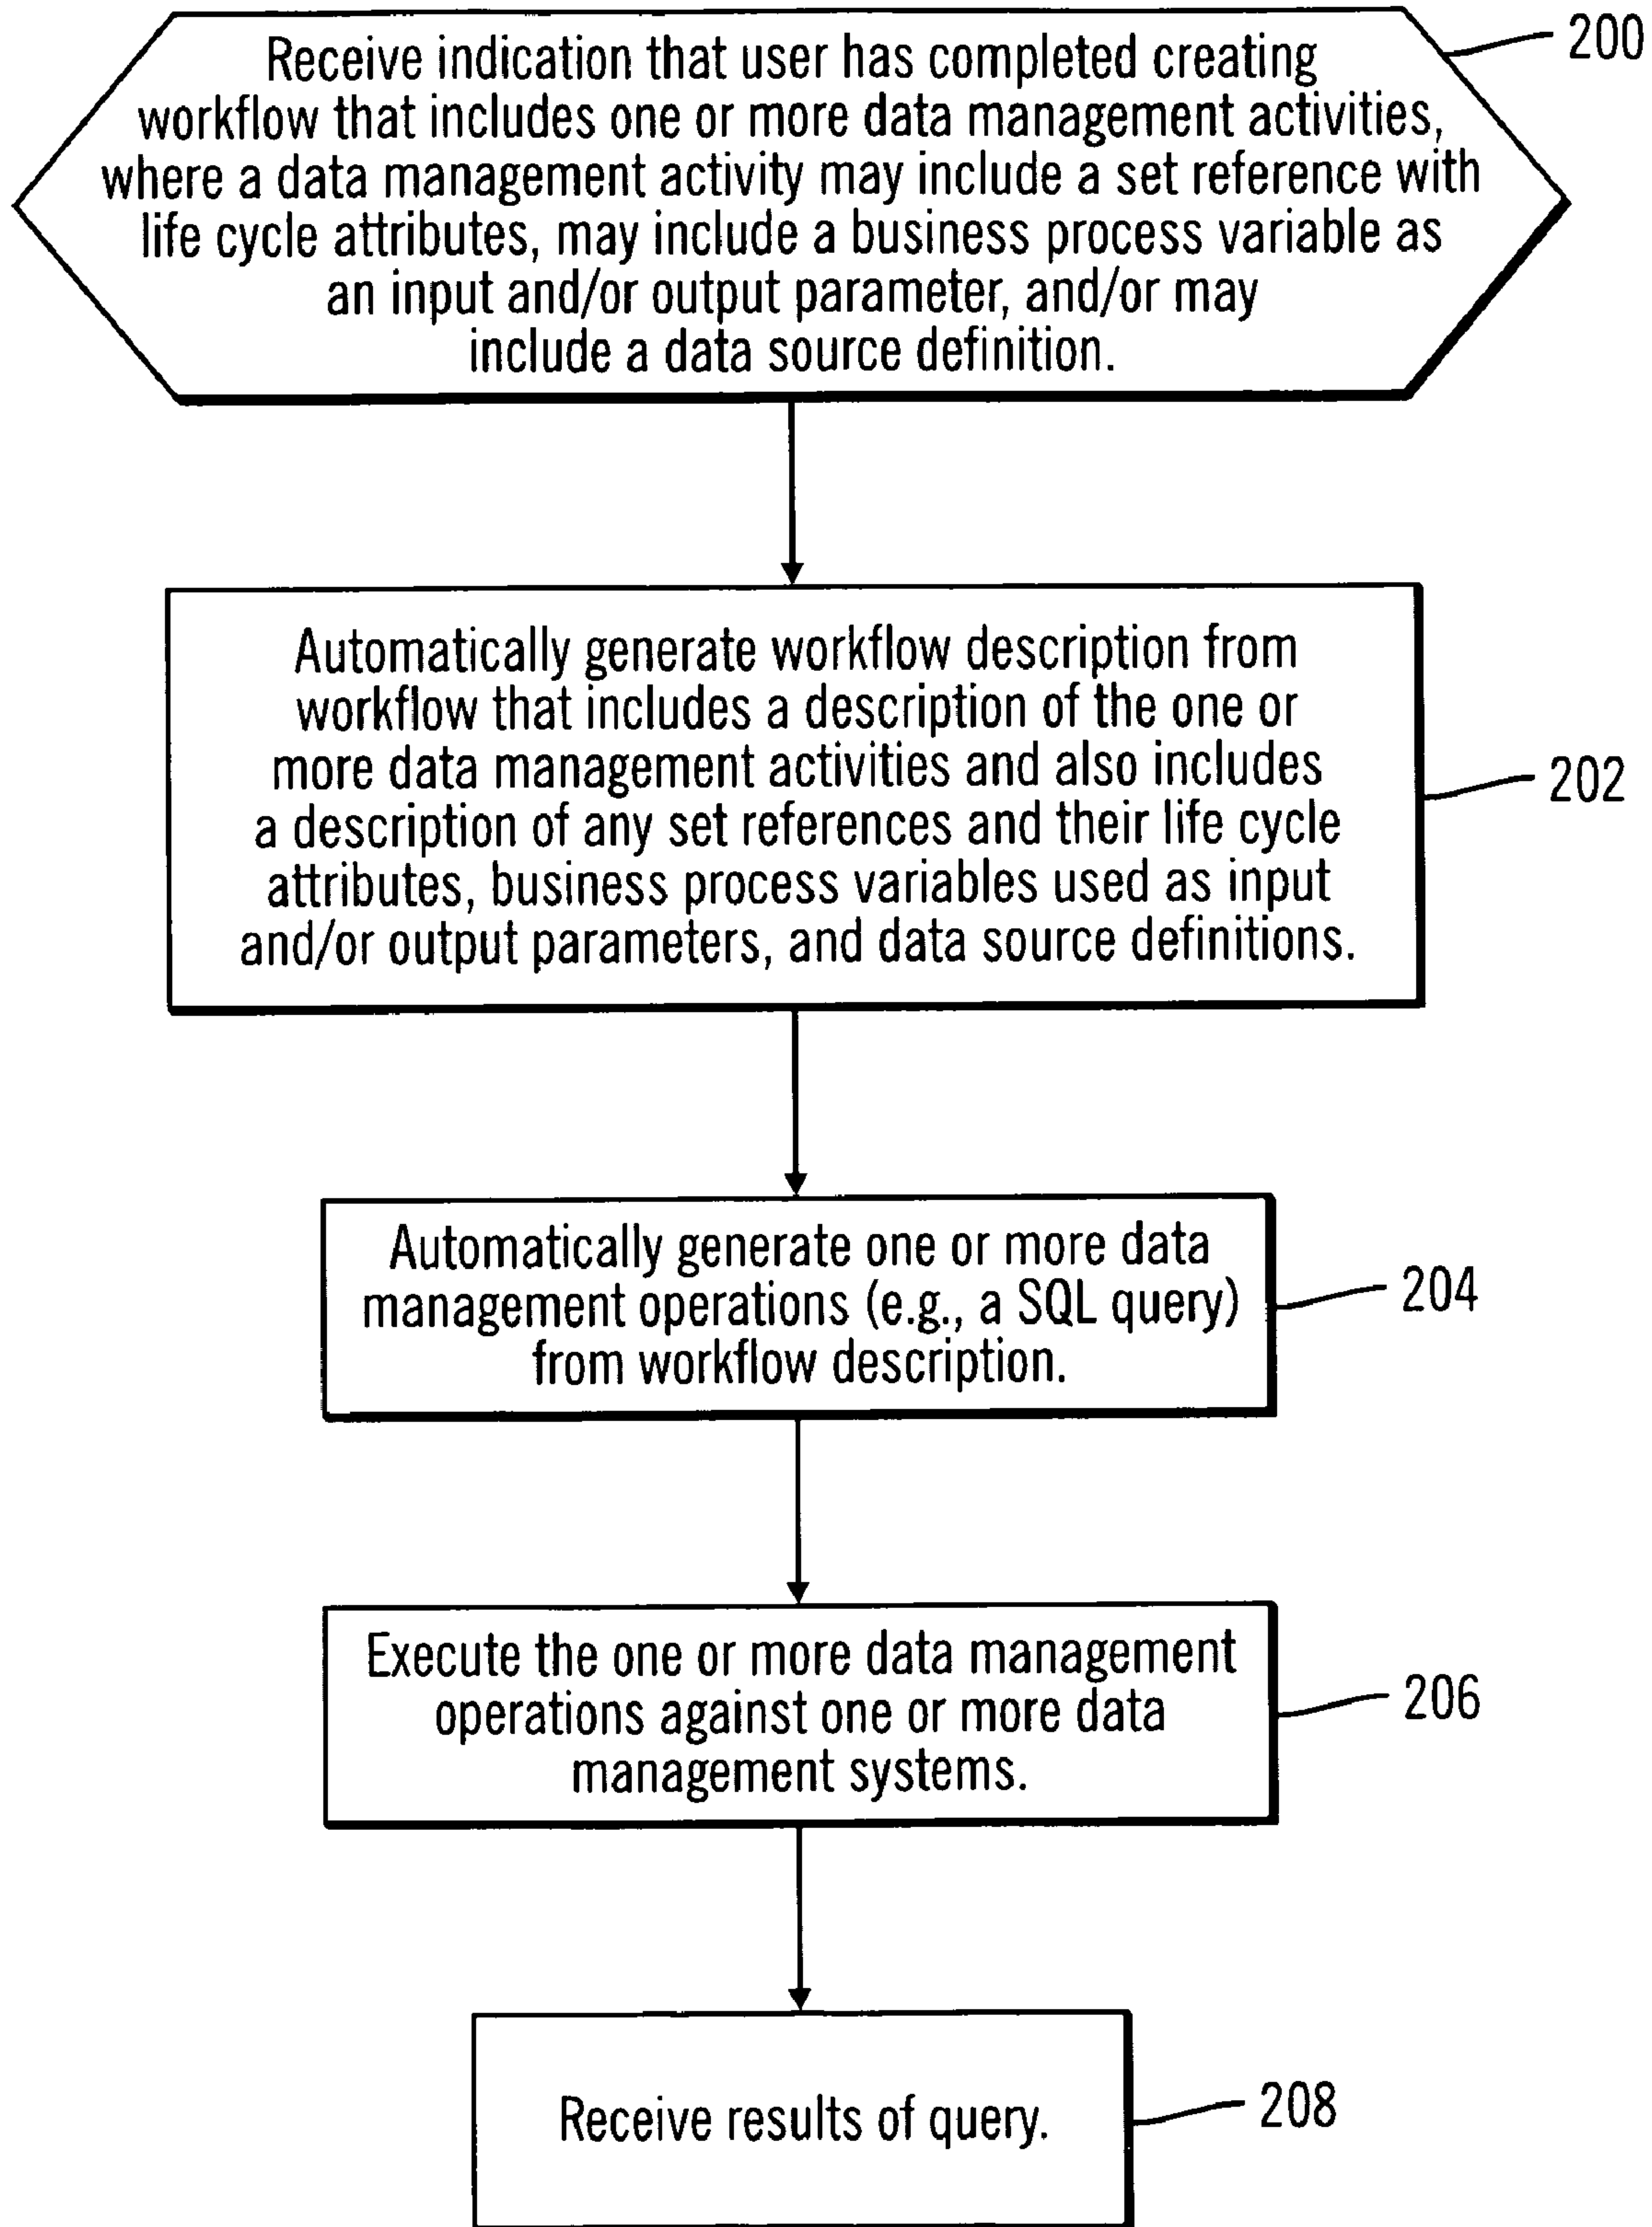 Receive indication that user has completed creating
workflow that includes one or more data management activities,
where a data management activity may include a set reference with
life cycle attributes, may include a business process variable as
an input and/or output parameter, and/or may
include a data source definition.
200
Automatically generate workflow description from
workflow that includes a description of the one or
more data management activities and also includes
a description of any set references and their life cycle
attributes, business process variables used as input
and/or output parameters, and data source definitions.
202
Automatically generate one or more data
management operations (e.g., a SQL query)
from workflow description.
204
Execute the one or more data management
operations against one or more data
management systems.
206
Receive results of query.
208